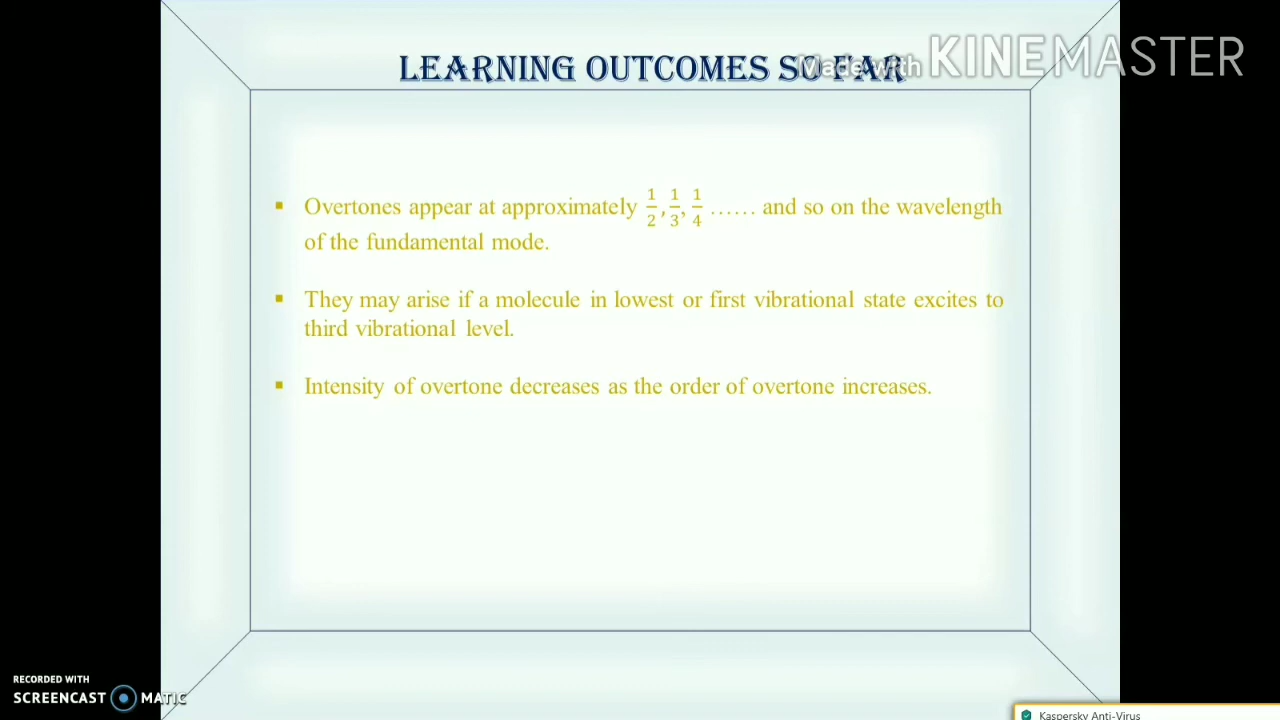 LEARNING OUTCOMES SO FAR
Made with KINEMASTER
▪ Overtones appear at approximately 1/2, 1/3, 1/4 …… and so on the wavelength
of the fundamental mode.
▪ They may arise if a molecule in lowest or first vibrational state excites to
third vibrational level.
▪ Intensity of overtone decreases as the order of overtone increases.
RECORDED WITH
SCREENCAST MATIC
Kaspersky Anti-Virus